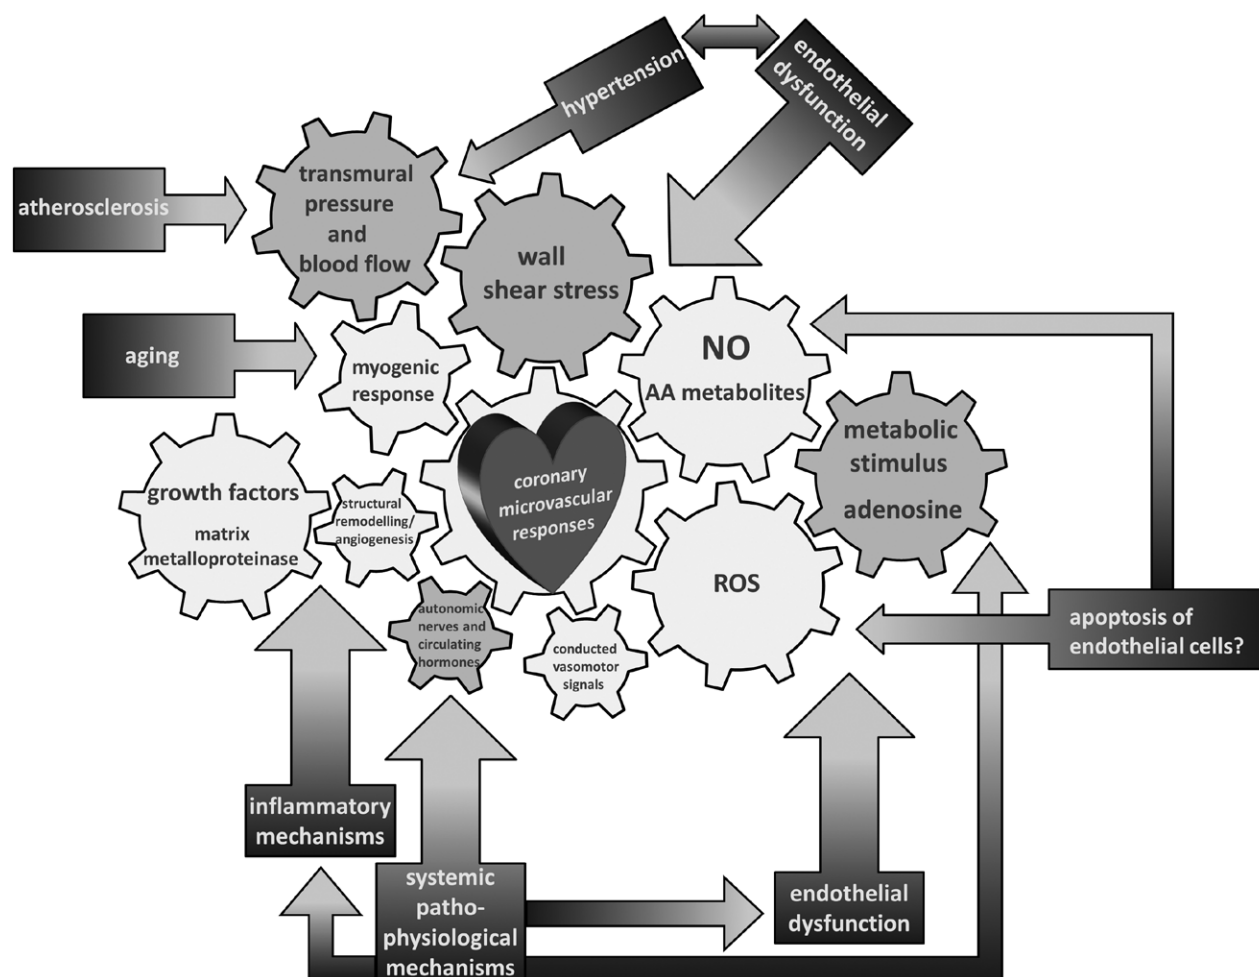 hypertension
endothelial
dysfunction
atherosclerosis
transmural
pressure
and
blood flow
wall
shear stress
aging
myogenic
response
NO
AA metabolites
metabolic
stimulus
adenosine
growth factors
matrix
metalloproteinase
structural
remodelling/
angiogenesis
coronary
microvascular
responses
ROS
autonomic
nerves and
circulating
hormones
conducted
vasomotor
signals
apoptosis of
endothelial cells?
inflammatory
mechanisms
systemic
patho-
physiological
mechanisms
endothelial
dysfunction